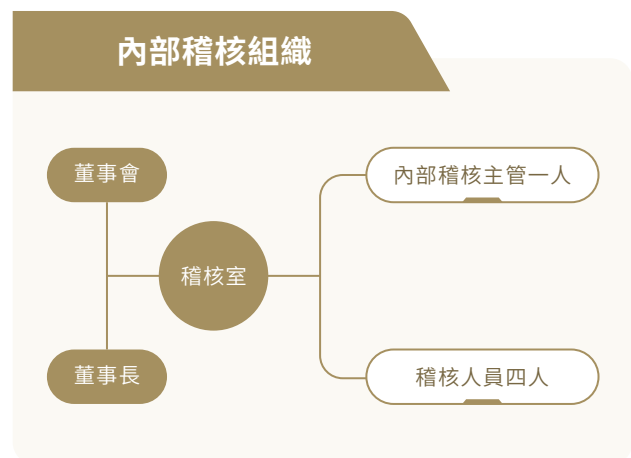 內部稽核組織
董事會
內部稽核主管一人
稽核室
董事長
稽核人員四人